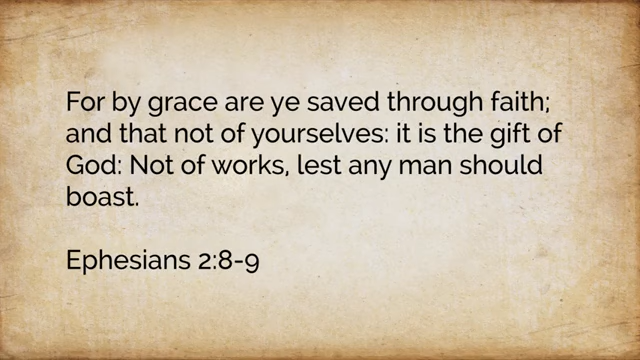 For by grace are ye saved through faith;
and that not of yourselves: it is the gift of
God: Not of works, lest any man should
boast.
Ephesians 2:8-9